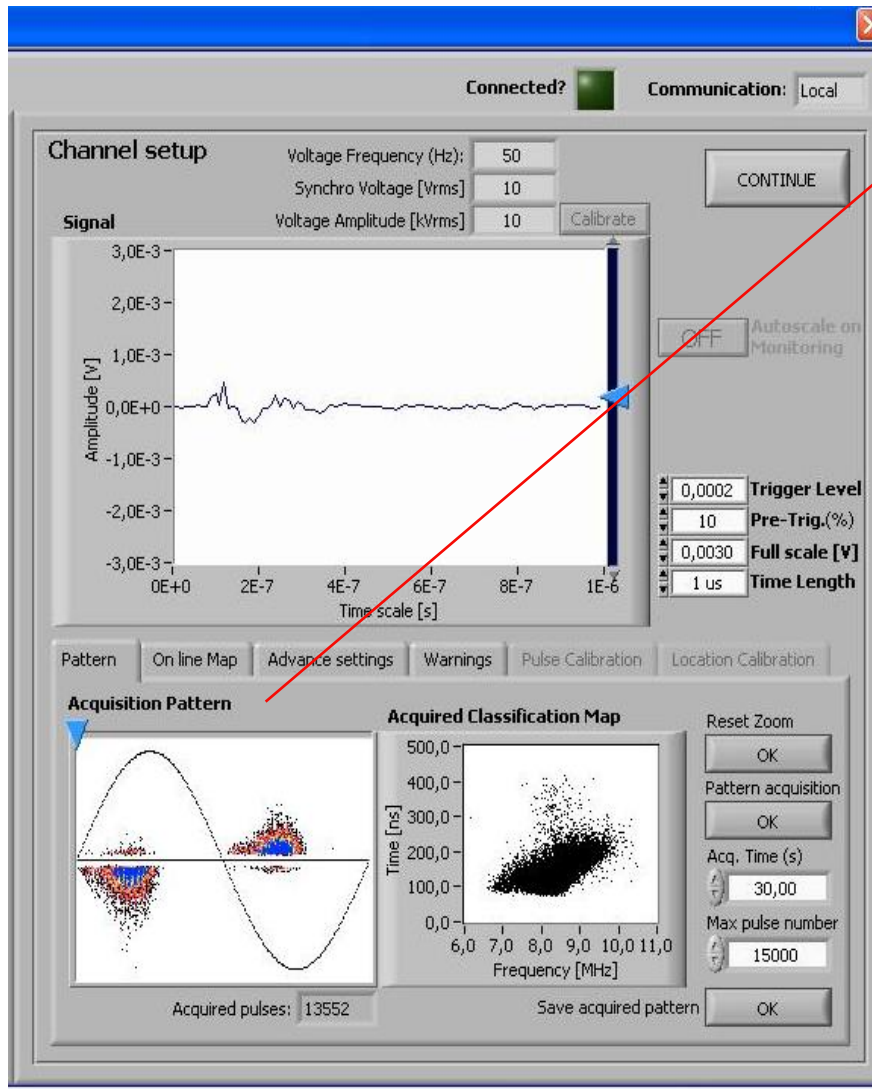 Connected?
Communication: Local
Channel setup
Voltage Frequency (Hz): 50
CONTINUE
Synchro Voltage [Vrms] 10
Signal
Voltage Amplitude [kVrms] 10
Calibrate
3,0E-3
2,0E-3
1,0E-3
0,0E+0
-1,0E-3
-2,0E-3
-3,0E-3
Amplitude [V]
0E+0 2E-7 4E-7 6E-7 8E-7 1E-6
Time scale [s]
OFF
Autoscale on
Monitoring
0,0002 Trigger Level
10 Pre-Trig.(%)
0,0030 Full scale [V]
1 us Time Length
Pattern
On line Map
Advance settings
Warnings
Pulse Calibration
Location Calibration
Acquisition Pattern
Acquired pulses: 13552
Acquired Classification Map
500,0
400,0
300,0
200,0
100,0
0,0
Time [ns]
6,0 7,0 8,0 9,0 10,0 11,0
Frequency [MHz]
Reset Zoom
OK
Pattern acquisition
OK
Acq. Time (s)
30,00
Max pulse number
15000
Save acquired pattern OK